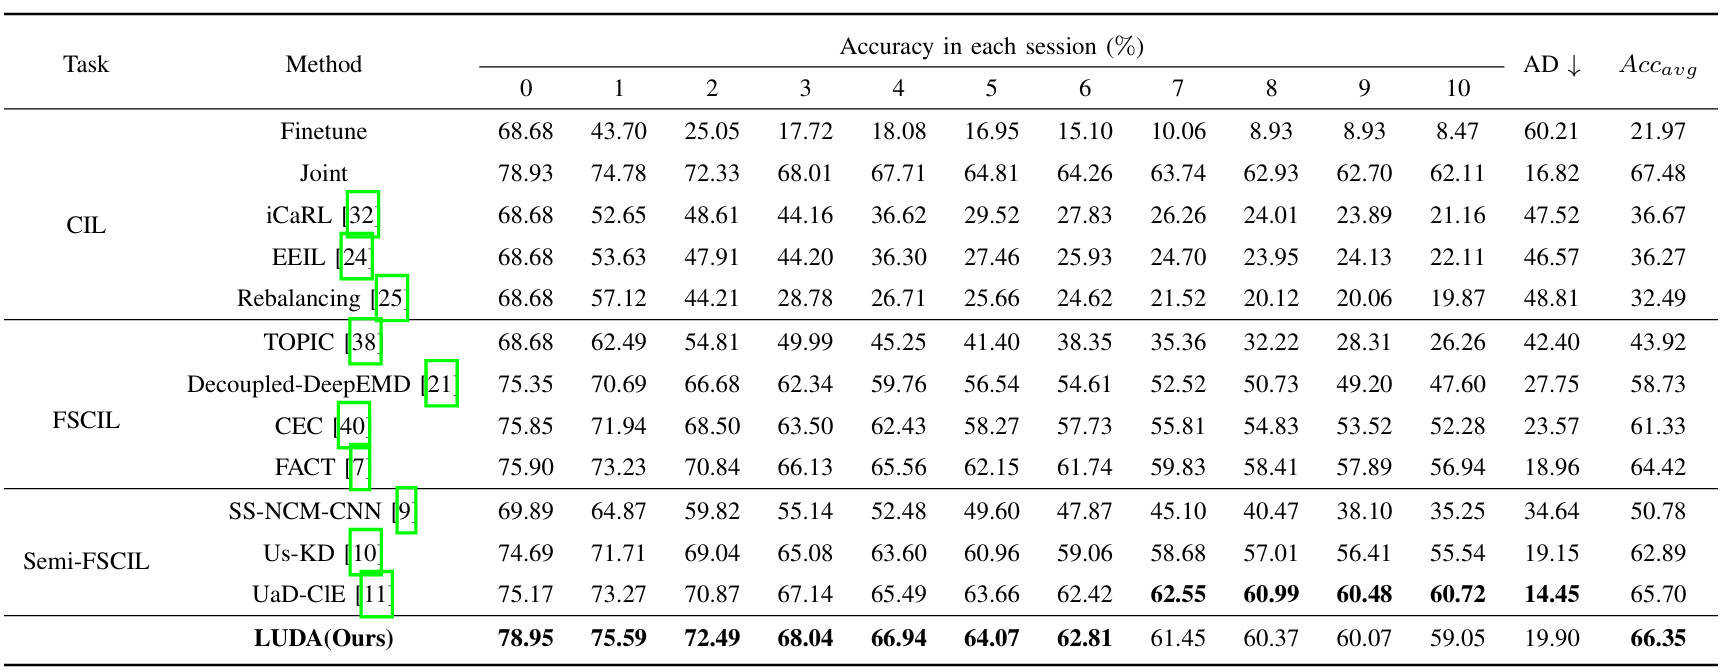 Task Method Accuracy in each session (%) AD ↓ Acc_avg
0 1 2 3 4 5 6 7 8 9 10
CIL
Finetune 68.68 43.70 25.05 17.72 18.08 16.95 15.10 10.06 8.93 8.93 8.47 60.21 21.97
Joint 78.93 74.78 72.33 68.01 67.71 64.81 64.26 63.74 62.93 62.70 62.11 16.82 67.48
iCaRL [32] 68.68 52.65 48.61 44.16 36.62 29.52 27.83 26.26 24.01 23.89 21.16 47.52 36.67
EEIL [24] 68.68 53.63 47.91 44.20 36.30 27.46 25.93 24.70 23.95 24.13 22.11 46.57 36.27
Rebalancing [25] 68.68 57.12 44.21 28.78 26.71 25.66 24.62 21.52 20.12 20.06 19.87 48.81 32.49
FSCIL
TOPIC [38] 68.68 62.49 54.81 49.99 45.25 41.40 38.35 35.36 32.22 28.31 26.26 42.40 43.92
Decoupled-DeepEMD [21] 75.35 70.69 66.68 62.34 59.76 56.54 54.61 52.52 50.73 49.20 47.60 27.75 58.73
CEC [40] 75.85 71.94 68.50 63.50 62.43 58.27 57.73 55.81 54.83 53.52 52.28 23.57 61.33
FACT [7] 75.90 73.23 70.84 66.13 65.56 62.15 61.74 59.83 58.41 57.89 56.94 18.96 64.42
Semi-FSCIL
SS-NCM-CNN [9] 69.89 64.87 59.82 55.14 52.48 49.60 47.87 45.10 40.47 38.10 35.25 34.64 50.78
Us-KD [10] 74.69 71.71 69.04 65.08 63.60 60.96 59.06 58.68 57.01 56.41 55.54 19.15 62.89
UaD-ClE [11] 75.17 73.27 70.87 67.14 65.49 63.66 62.42 62.55 60.99 60.48 60.72 14.45 65.70
LUDA(Ours) 78.95 75.59 72.49 68.04 66.94 64.07 62.81 61.45 60.37 60.07 59.05 19.90 66.35